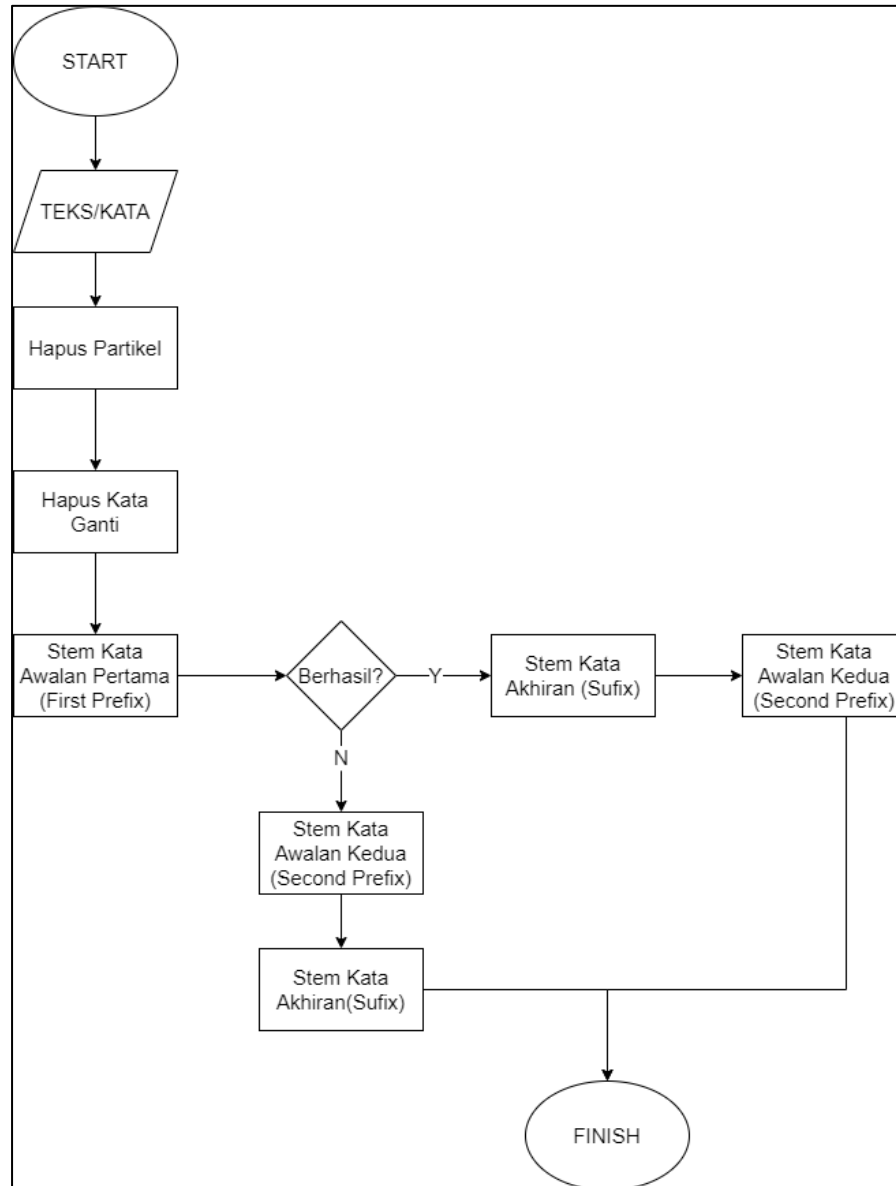 START
TEKS/KATA
Hapus Partikel
Hapus Kata
Ganti
Stem Kata
Awalan Pertama
(First Prefix)
Berhasil?
Y
Stem Kata
Akhiran (Sufix)
Stem Kata
Awalan Kedua
(Second Prefix)
N
Stem Kata
Awalan Kedua
(Second Prefix)
Stem Kata
Akhiran(Sufix)
FINISH